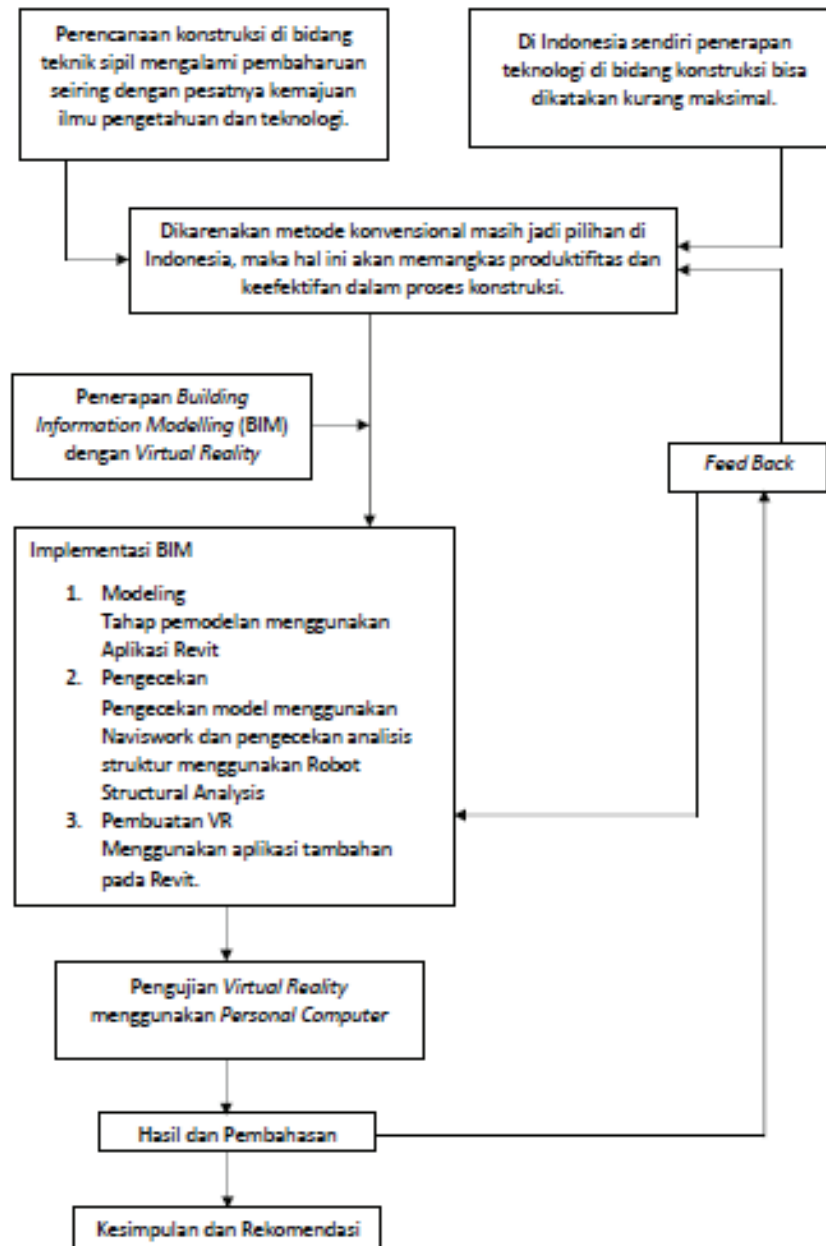 Perencanaan konstruksi di bidang
teknik sipil mengalami pembaharuan
seiring dengan pesatnya kemajuan
ilmu pengetahuan dan teknologi.
Di Indonesia sendiri penerapan
teknologi di bidang konstruksi bisa
dikatakan kurang maksimal.
Dikarenakan metode konvensional masih jadi pilihan di
Indonesia, maka hal ini akan memangkas produktifitas dan
keefektifan dalam proses konstruksi.
Penerapan Building
Information Modelling (BIM)
dengan Virtual Reality
Feed Back
Implementasi BIM
1. Modeling
Tahap pemodelan menggunakan
Aplikasi Revit
2. Pengecekan
Pengecekan model menggunakan
Naviswork dan pengecekan analisis
struktur menggunakan Robot
Structural Analysis
3. Pembuatan VR
Menggunakan aplikasi tambahan
pada Revit.
Pengujian Virtual Reality
menggunakan Personal Computer
Hasil dan Pembahasan
Kesimpulan dan Rekomendasi